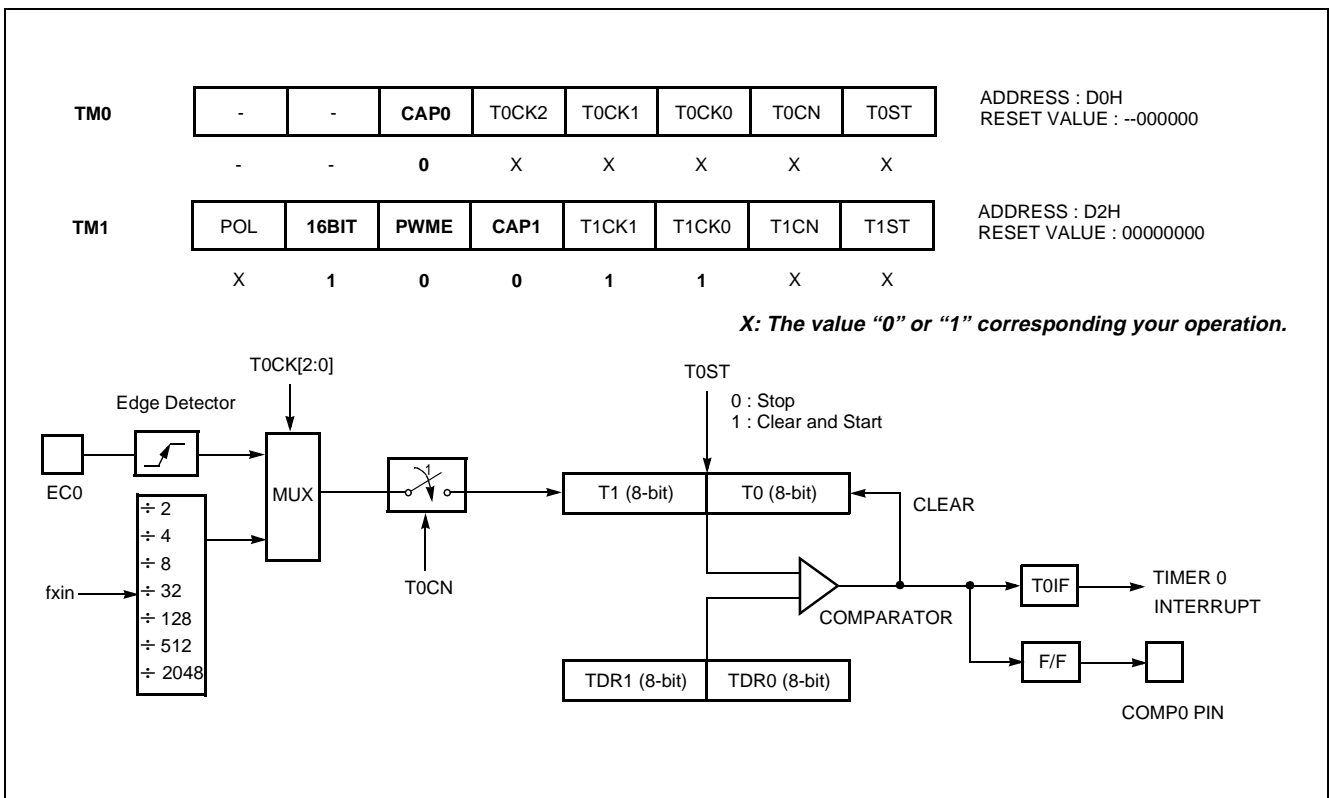 TM0 - - CAP0 T0CK2 T0CK1 T0CK0 T0CN T0ST ADDRESS : D0H
RESET VALUE : --000000
- - 0 X X X X X
TM1 POL 16BIT PWME CAP1 T1CK1 T1CK0 T1CN T1ST ADDRESS : D2H
RESET VALUE : 00000000
X 1 0 0 1 1 X X
X: The value “0” or “1” corresponding your operation.
T0CK[2:0]
Edge Detector
EC0
MUX
÷ 2
÷ 4
÷ 8
÷ 32
÷ 128
÷ 512
÷ 2048
fxin
1
T0CN
T0ST
0 : Stop
1 : Clear and Start
T1 (8-bit) T0 (8-bit)
CLEAR
COMPARATOR
TDR1 (8-bit) TDR0 (8-bit)
T0IF
TIMER 0
INTERRUPT
F/F
COMP0 PIN